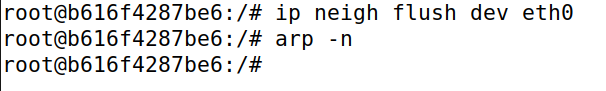 root@b616f4287be6:/# ip neigh flush dev eth0
root@b616f4287be6:/# arp -n
root@b616f4287be6:/#